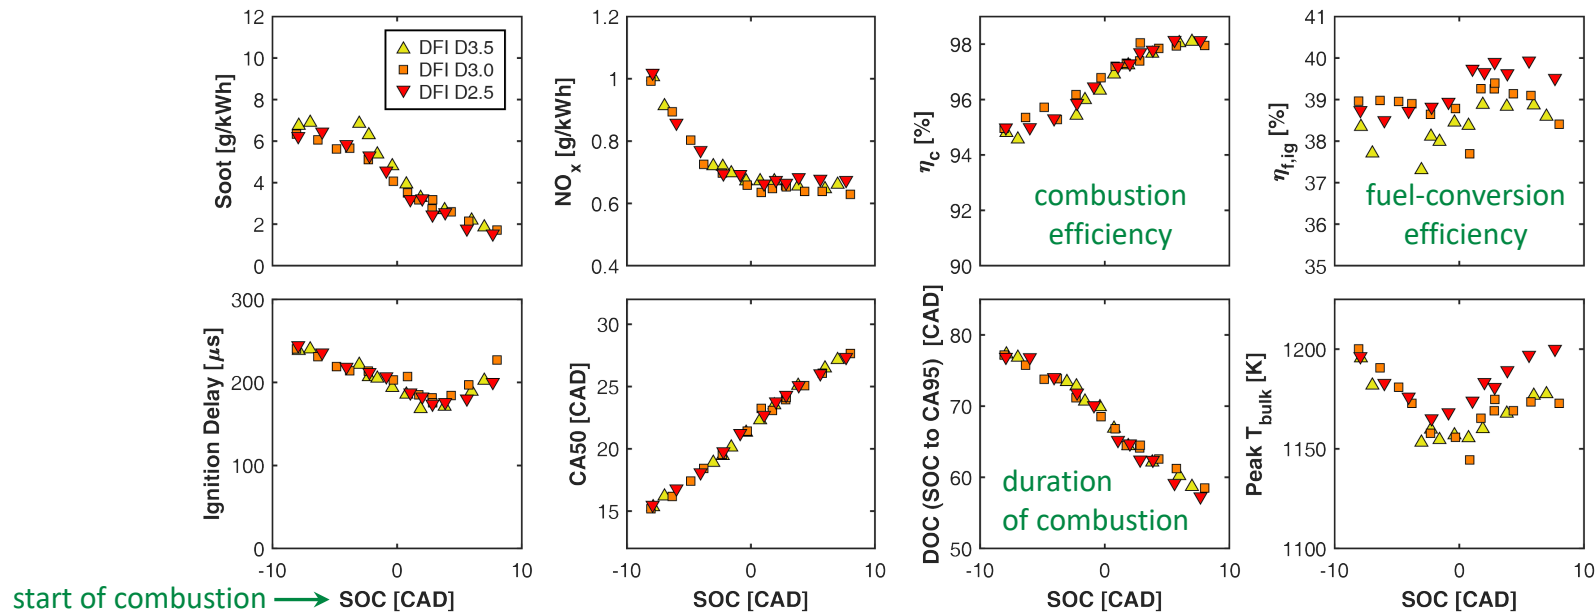 Soot [g/kWh]
12
10
8
6
4
2
0
DFI D3.5
DFI D3.0
DFI D2.5
NOx [g/kWh]
1.2
1
0.8
0.6
0.4
ηc [%]
98
96
94
92
90
combustion
efficiency
ηf,ig [%]
41
40
39
38
37
36
35
fuel-conversion
efficiency
Ignition Delay [μs]
300
200
100
0
-10
0
10
start of combustion
SOC [CAD]
CA50 [CAD]
30
25
20
15
-10
0
10
SOC [CAD]
DOC (SOC to CA95) [CAD]
80
70
60
50
duration
of combustion
-10
0
10
SOC [CAD]
Peak Tbulk [K]
1200
1150
1100
-10
0
10
SOC [CAD]